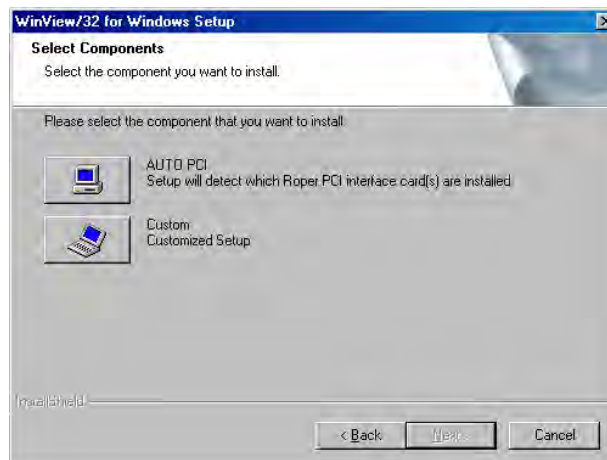 WinView/32 for Windows Setup
Select Components
Select the component you want to install.
Please select the component that you want to install
AUTO PCI
Setup will detect which Roper PCI interface card(s) are installed
Custom
Customized Setup
InstallShield
< Back
Next
Cancel